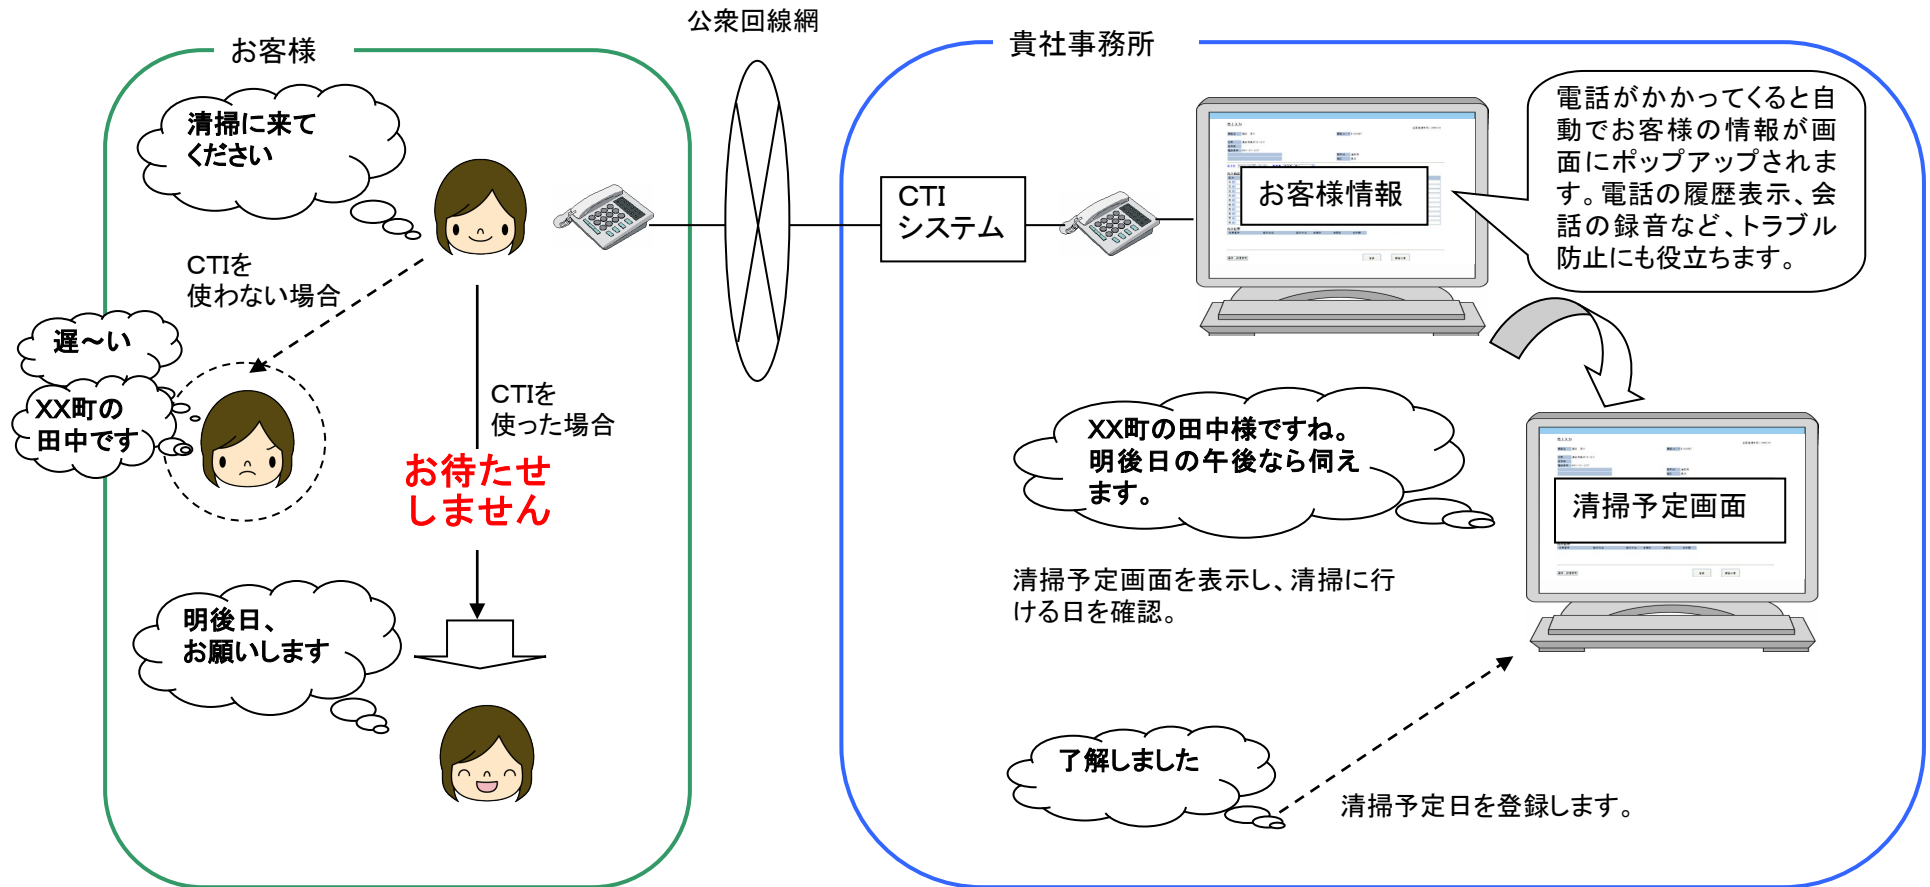 公衆回線網
お客様
貴社事務所
清掃に来て
ください
CTIを
使わない場合
遅～い
XX町の
田中です
CTIを
使った場合
お待たせ
しません
明後日、
お願いします
CTI
システム
お客様情報
電話がかかってくると自
動でお客様の情報が画
面にポップアップされま
す。電話の履歴表示、会
話の録音など、トラブル
防止にも役立ちます。
XX町の田中様ですね。
明後日の午後なら伺え
ます。
清掃予定画面
清掃予定画面を表示し、清掃に行
ける日を確認。
了解しました
清掃予定日を登録します。